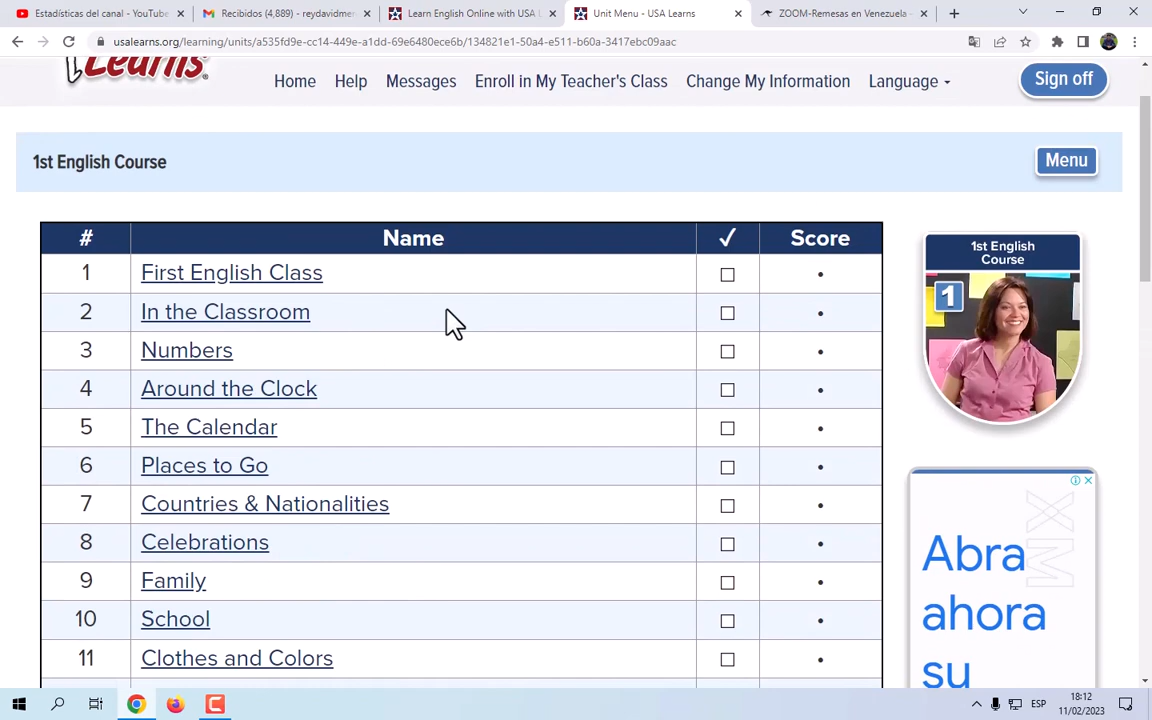 Estadísticas del canal - YouTube
Recibidos (4,889) - reydavidmer
Learn English Online with USA L
Unit Menu - USA Learns
ZOOM-Remesas en Venezuela -
usalearns.org/learning/units/a535fd9e-cc14-449e-a1dd-69e6480ece6b/134821e1-50a4-e511-b60a-3417ebc09aac
Learns
Home Help Messages Enroll in My Teacher's Class Change My Information Language Sign off
1st English Course Menu
# Name ✓ Score
1 First English Class •
2 In the Classroom •
3 Numbers •
4 Around the Clock •
5 The Calendar •
6 Places to Go •
7 Countries & Nationalities •
8 Celebrations •
9 Family •
10 School •
11 Clothes and Colors •
1st English
Course
1
XM
Abra
ahora
su
ESP
18:12
11/02/2023